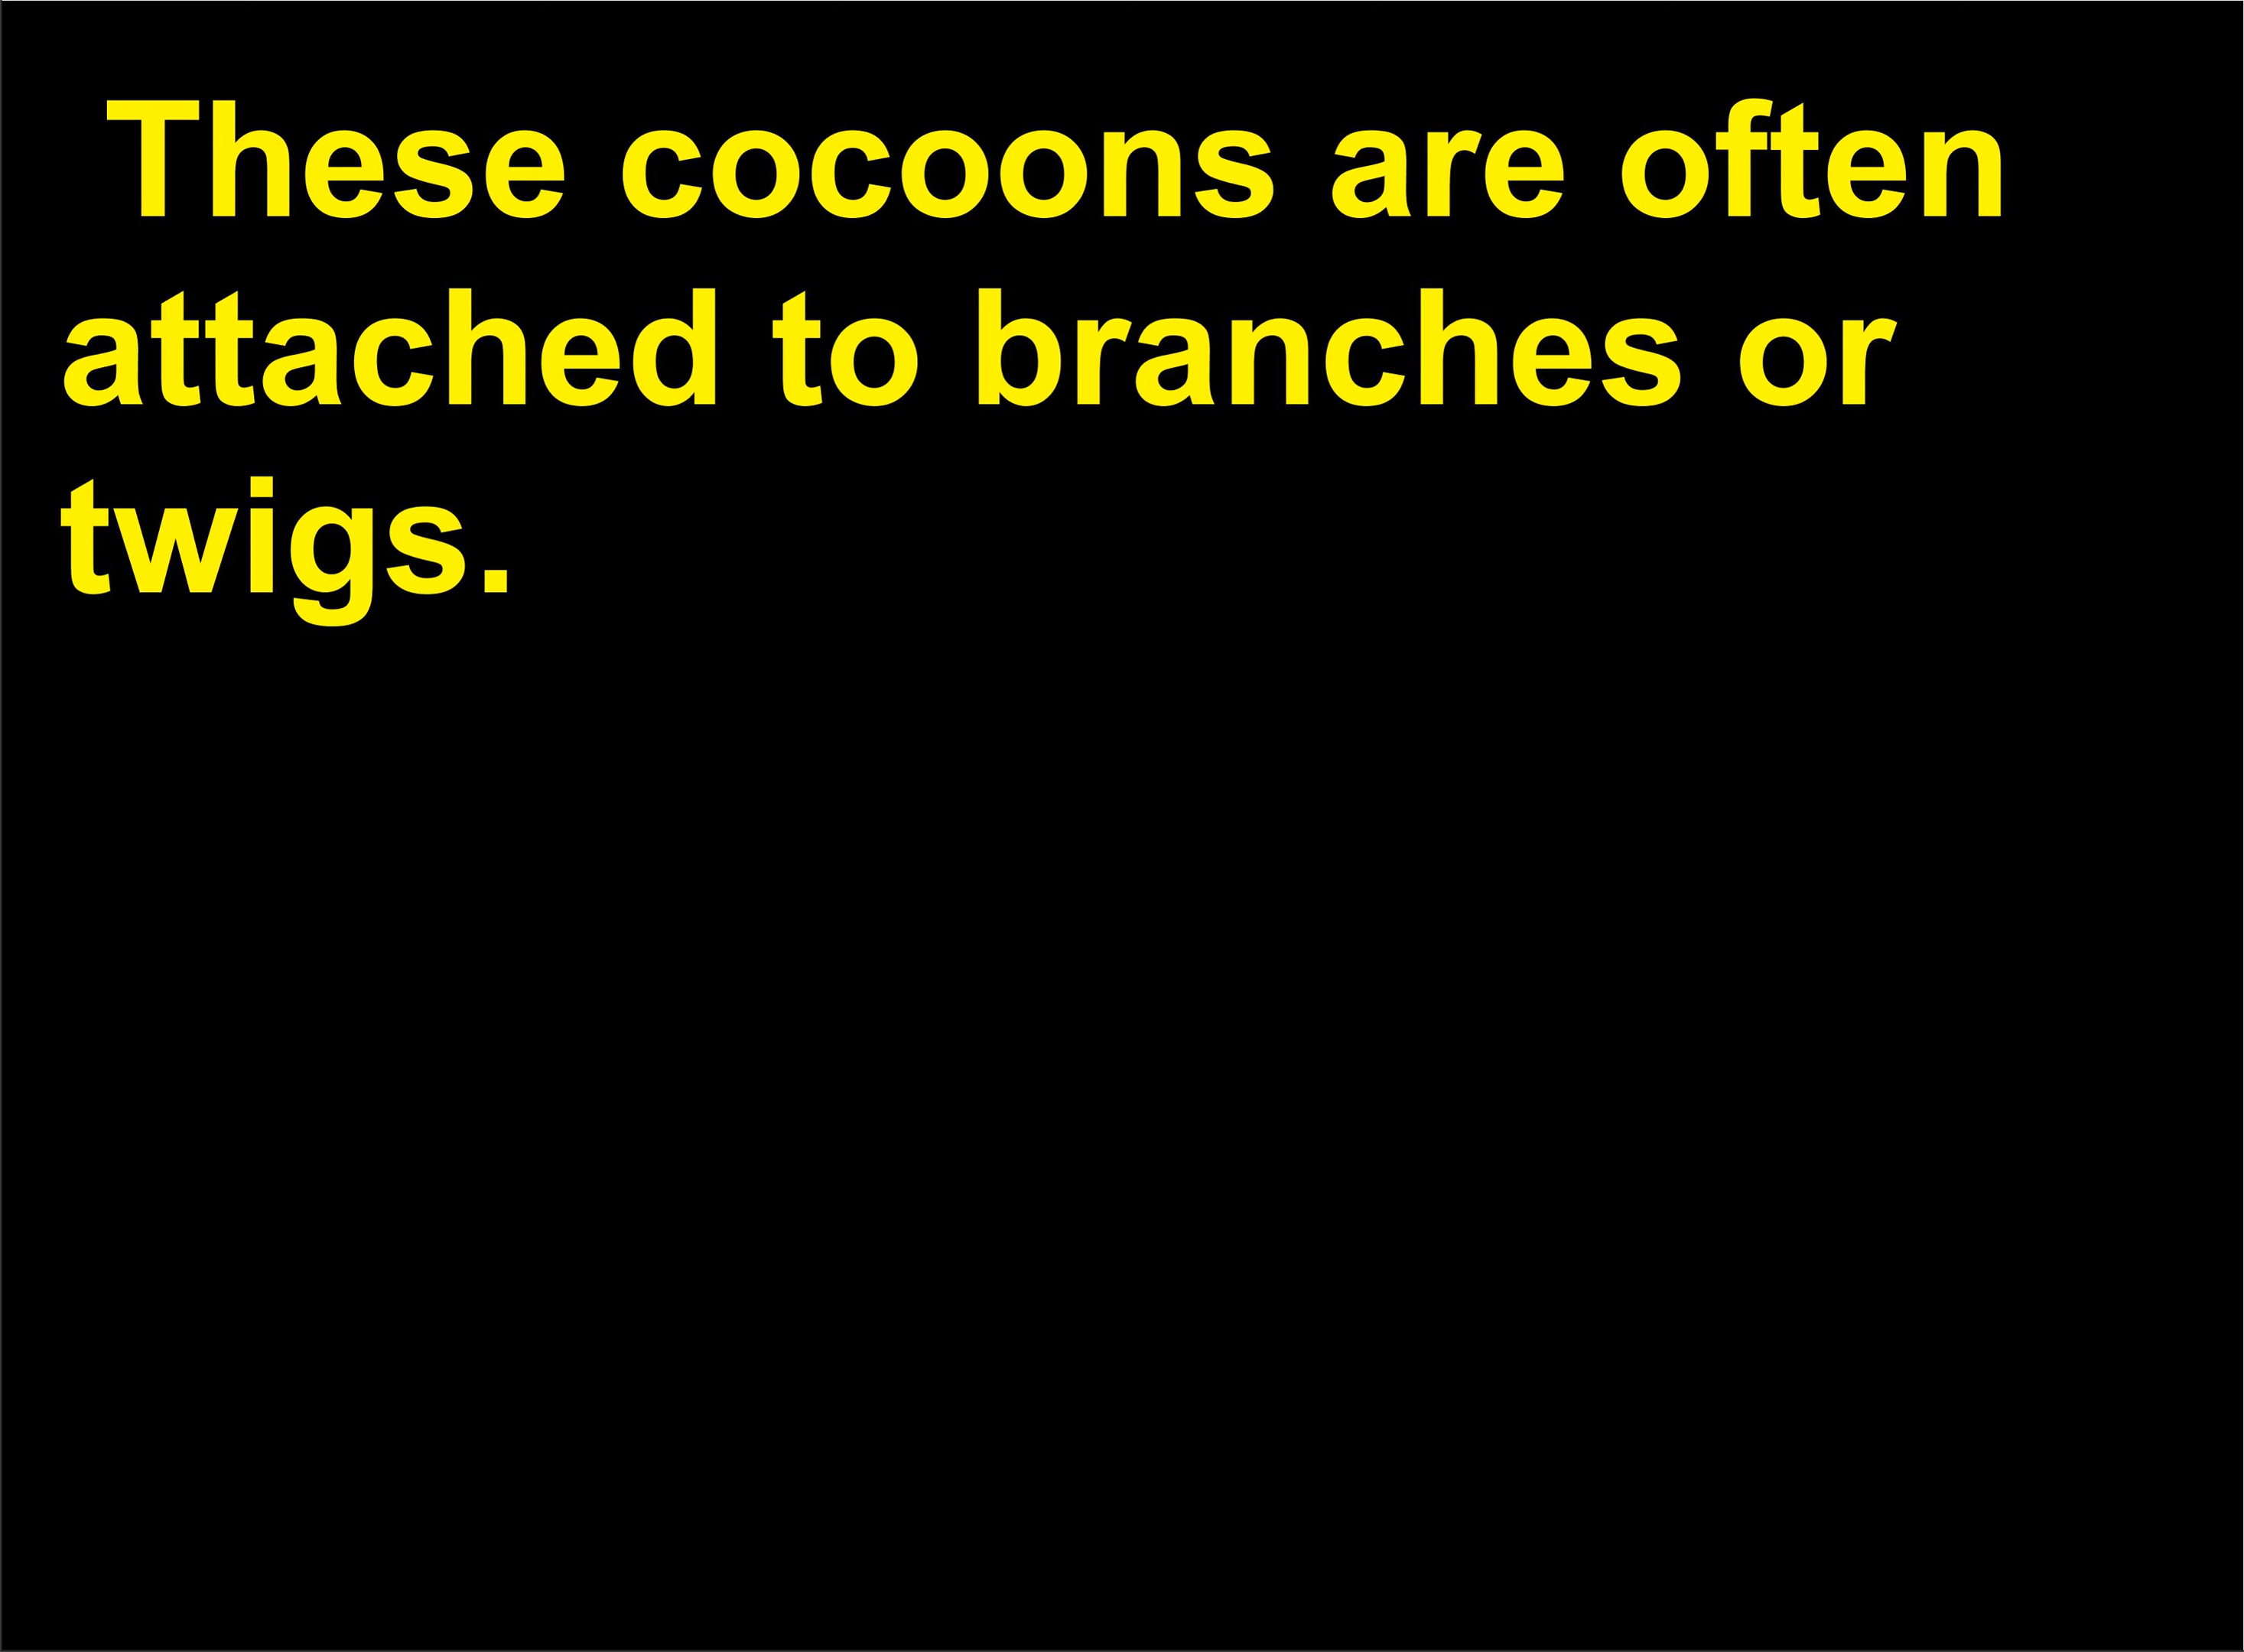 These cocoons are often
attached to branches or
twigs.